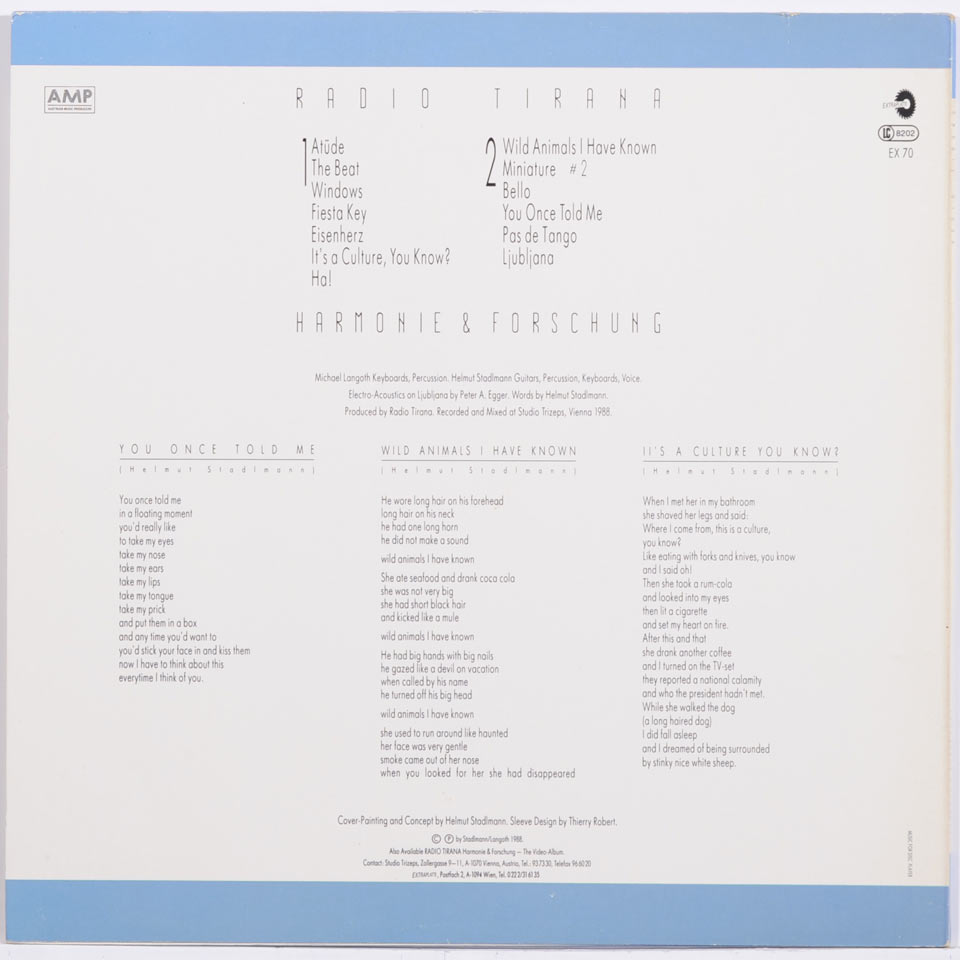 AMP
AUSTRIAN MUSIC PRODUCERS
RADIO TIRANA
EXTRAPLATTE
LC 8202
EX 70
1
Atüde
The Beat
Windows
Fiesta Key
Eisenherz
It's a Culture, You Know?
Ha!
2
Wild Animals I Have Known
Miniature #2
Bello
You Once Told Me
Pas de Tango
Ljubljana
HARMONIE & FORSCHUNG
Michael Langoth Keyboards, Percussion. Helmut Stadlmann Guitars, Percussion, Keyboards, Voice.
Electro-Acoustics on Ljubljana by Peter A. Egger. Words by Helmut Stadlmann.
Produced by Radio Tirana. Recorded and Mixed at Studio Trizeps, Vienna 1988.
YOU ONCE TOLD ME
(Helmut Stadlmann)
You once told me
in a floating moment
you'd really like
to take my eyes
take my nose
take my ears
take my lips
take my tongue
take my prick
and put them in a box
and any time you'd want to
you'd stick your face in and kiss them
now I have to think about this
everytime I think of you.
WILD ANIMALS I HAVE KNOWN
(Helmut Stadlmann)
He wore long hair on his forehead
long hair on his neck
he had one long horn
he did not make a sound
wild animals i have known
She ate seafood and drank coca cola
she was not very big
she had short black hair
and kicked like a mule
wild animals i have known
He had big hands with big nails
he gazed like a devil on vacation
when called by his name
he turned off his big head
wild animals i have known
she used to run around like haunted
her face was very gentle
smoke came out of her nose
when you looked for her she had disappeared
IT'S A CULTURE YOU KNOW?
(Helmut Stadlmann)
When I met her in my bathroom
she shaved her legs and said:
Where I come from, this is a culture,
you know?
Like eating with forks and knives, you know
and I said oh!
Then she took a rum-cola
and looked into my eyes
then lit a cigarette
and set my heart on fire.
After this and that
she drank another coffee
and I turned on the TV-set
they reported a national calamity
and who the president hadn't met.
While she walked the dog
(a long haired dog)
I did fall asleep
and I dreamed of being surrounded
by stinky nice white sheep.
Cover-Painting and Concept by Helmut Stadlmann. Sleeve Design by Thierry Robert.
© ℗ by Stadlmann/Langoth 1988.
Also Available RADIO TIRANA Harmonie & Forschung – The Video-Album.
Contact: Studio Trizeps, Zollergasse 9–11, A-1070 Vienna, Austria, Tel.: 93 73 30, Telefax 96 60 20
EXTRAPLATTE, Postfach 2, A-1094 Wien, Tel. 0 22 2/31 61 35